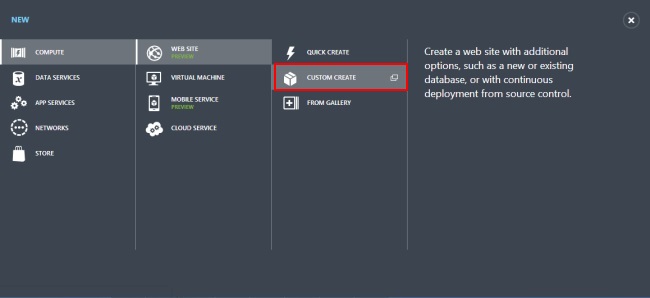 NEW
COMPUTE
DATA SERVICES
APP SERVICES
NETWORKS
STORE
WEB SITE
PREVIEW
VIRTUAL MACHINE
MOBILE SERVICE
PREVIEW
CLOUD SERVICE
QUICK CREATE
CUSTOM CREATE
FROM GALLERY
Create a web site with additional
options, such as a new or existing
database, or with continuous
deployment from source control.